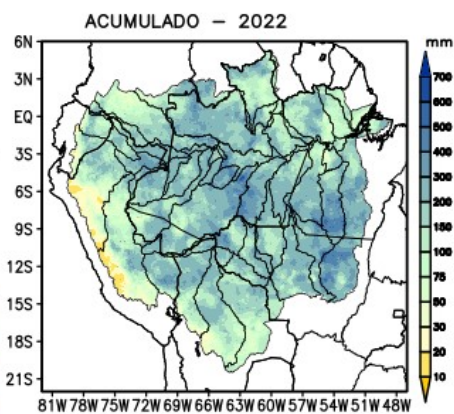 ACUMULADO – 2022
6N
3N
EQ
3S
6S
9S
12S
15S
18S
21S
81W 78W 75W 72W 69W 66W 63W 60W 57W 54W 51W 48W
mm
700
600
500
400
300
200
150
100
75
50
30
20
10